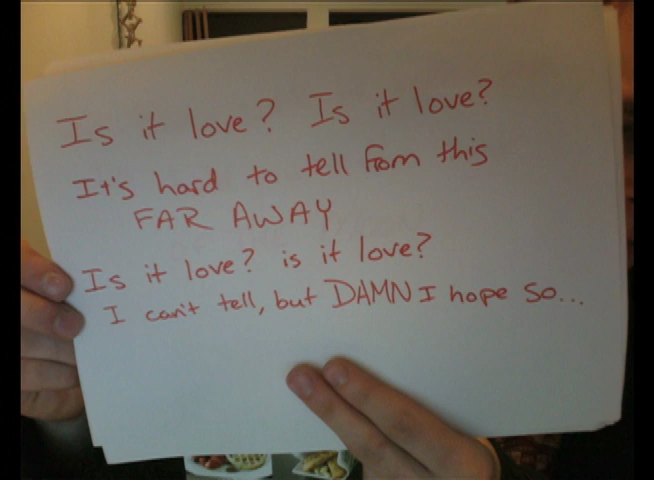 Is it love? Is it love?
It's hard to tell from this
FAR AWAY
Is it love? is it love?
I can't tell, but DAMN I hope so...